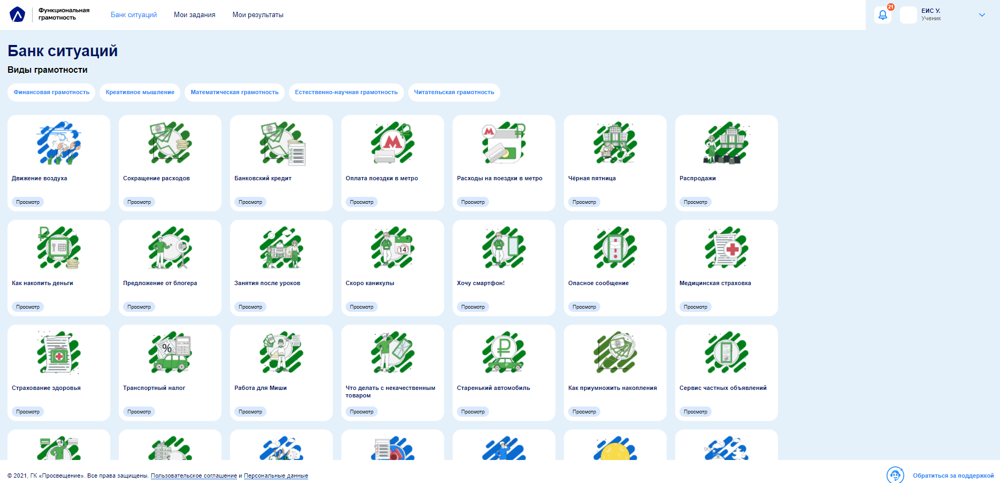 Функциональная
грамотность
Банк ситуаций
Мои задания
Мои результаты
21
ЕИС У.
Ученик
Банк ситуаций
Виды грамотности
Финансовая грамотность
Креативное мышление
Математическая грамотность
Естественно-научная грамотность
Читательская грамотность
Движение воздуха
Просмотр
Сокращение расходов
Просмотр
Банковский кредит
Просмотр
Оплата поездки в метро
Просмотр
Расходы на поездки в метро
Просмотр
Чёрная пятница
Просмотр
Распродажи
Просмотр
Как накопить деньги
Просмотр
Предложение от блогера
Просмотр
Занятия после уроков
Просмотр
14
Скоро каникулы
Просмотр
Хочу смартфон!
Просмотр
Опасное сообщение
Просмотр
Медицинская страховка
Просмотр
Страхование здоровья
Просмотр
%
Транспортный налог
Просмотр
Работа для Миши
Просмотр
Что делать с некачественным
товаром
Просмотр
Старенький автомобиль
Просмотр
Как приумножить накопления
Просмотр
Сервис частных объявлений
Просмотр
© 2021, ГК «Просвещение». Все права защищены. Пользовательское соглашение и Персональные данные
Обратиться за поддержкой